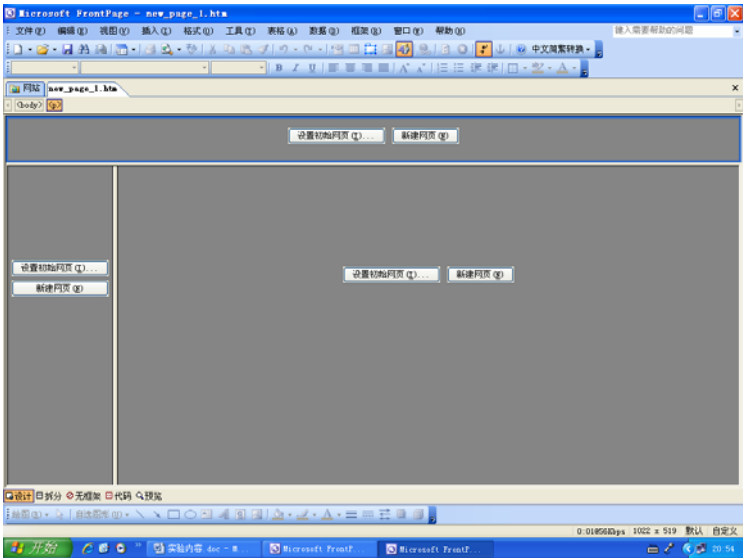 Microsoft FrontPage - new_page_1.htm
文件(F) 编辑(E) 视图(V) 插入(I) 格式(O) 工具(T) 表格(A) 数据(D) 框架(R) 窗口(W) 帮助(H) 键入需要帮助的问题
中文简繁转换
B I U A A A
网站 new_page_1.htm
<body> <p>
设置初始网页(I)... 新建网页(N)
设置初始网页(I)...
新建网页(N)
设置初始网页(I)... 新建网页(N)
设计 拆分 无框架 代码 预览
绘图(D) 自选图形(U) A
0:01@56Kbps 1022 x 519 默认 自定义
开始 实验内容.doc - M... Microsoft FrontP... Microsoft FrontP... 20:54